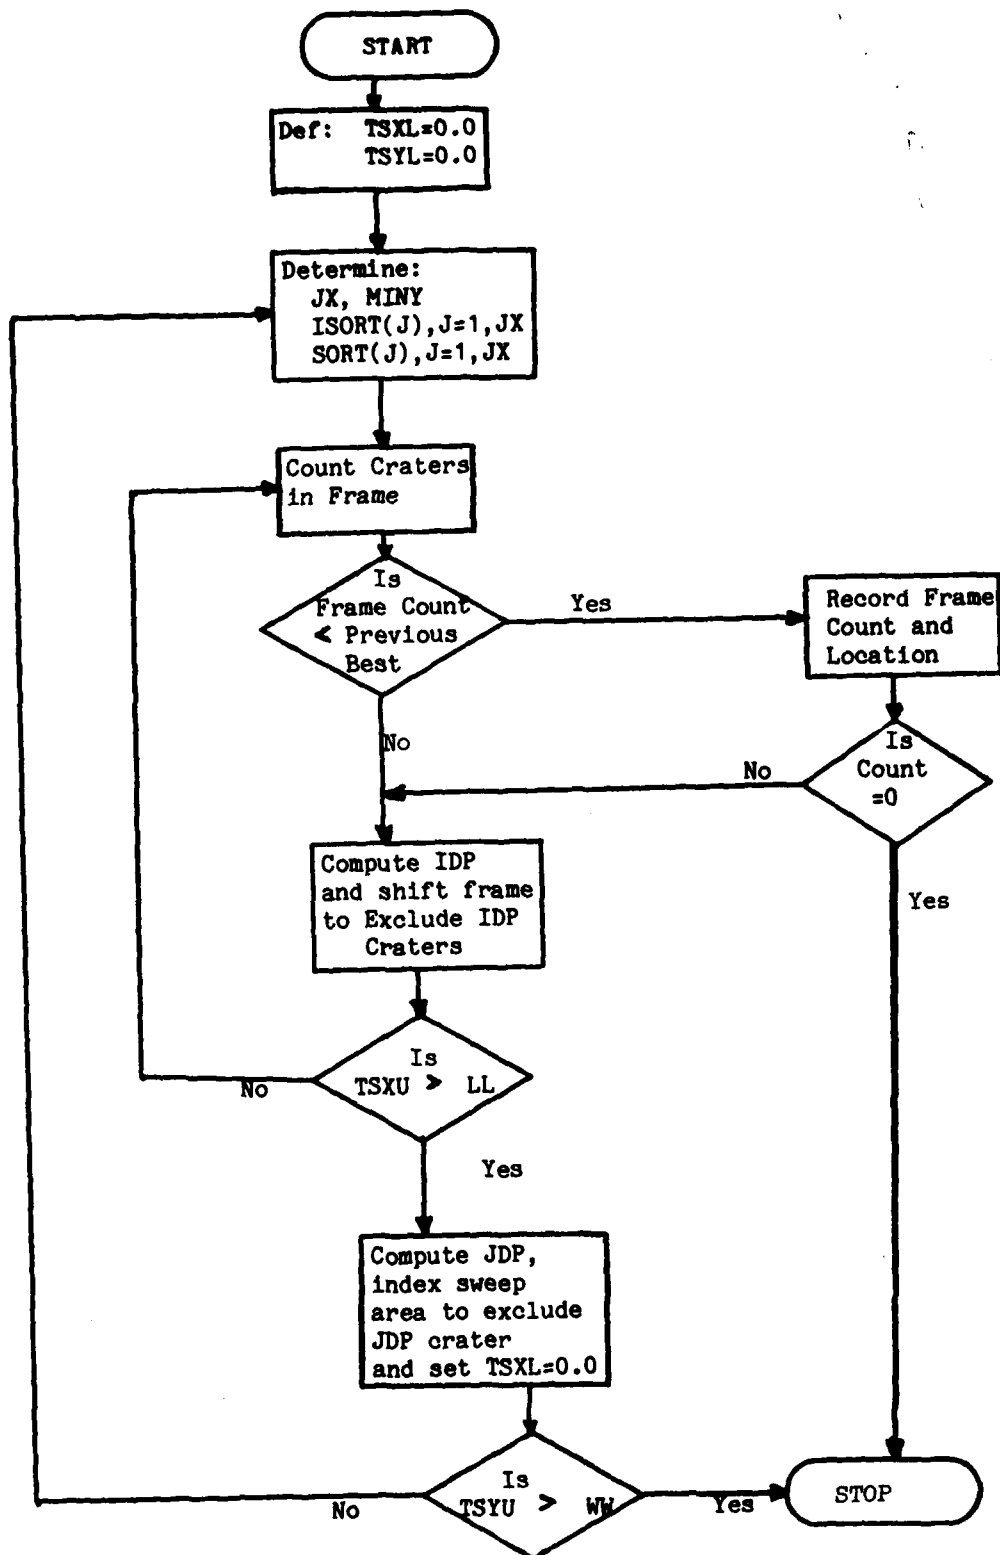 START
Def: TSXL=0.0
TSYL=0.0
Determine:
JX, MINY
ISORT(J),J=1,JX
SORT(J),J=1,JX
Count Craters
in Frame
Is
Frame Count
< Previous
Best
Yes
Record Frame
Count and
Location
No
Is
Count
=0
No
Yes
Compute IDP
and shift frame
to Exclude IDP
Craters
Is
TSXU > LL
No
Yes
Compute JDP,
index sweep
area to exclude
JDP crater
and set TSXL=0.0
Is
TSYU > WW
No
Yes
STOP